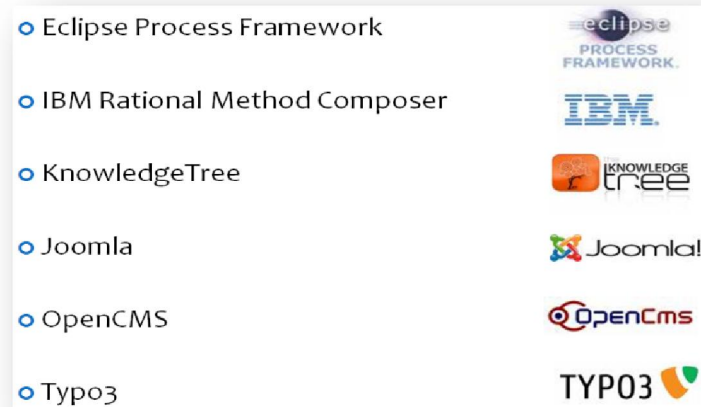 Eclipse Process Framework
eclipse
PROCESS
FRAMEWORK.
IBM Rational Method Composer
IBM.
KnowledgeTree
KNOWLEDGE
tree
Joomla
Joomla!
OpenCMS
OpenCms
Typo3
TYPO3